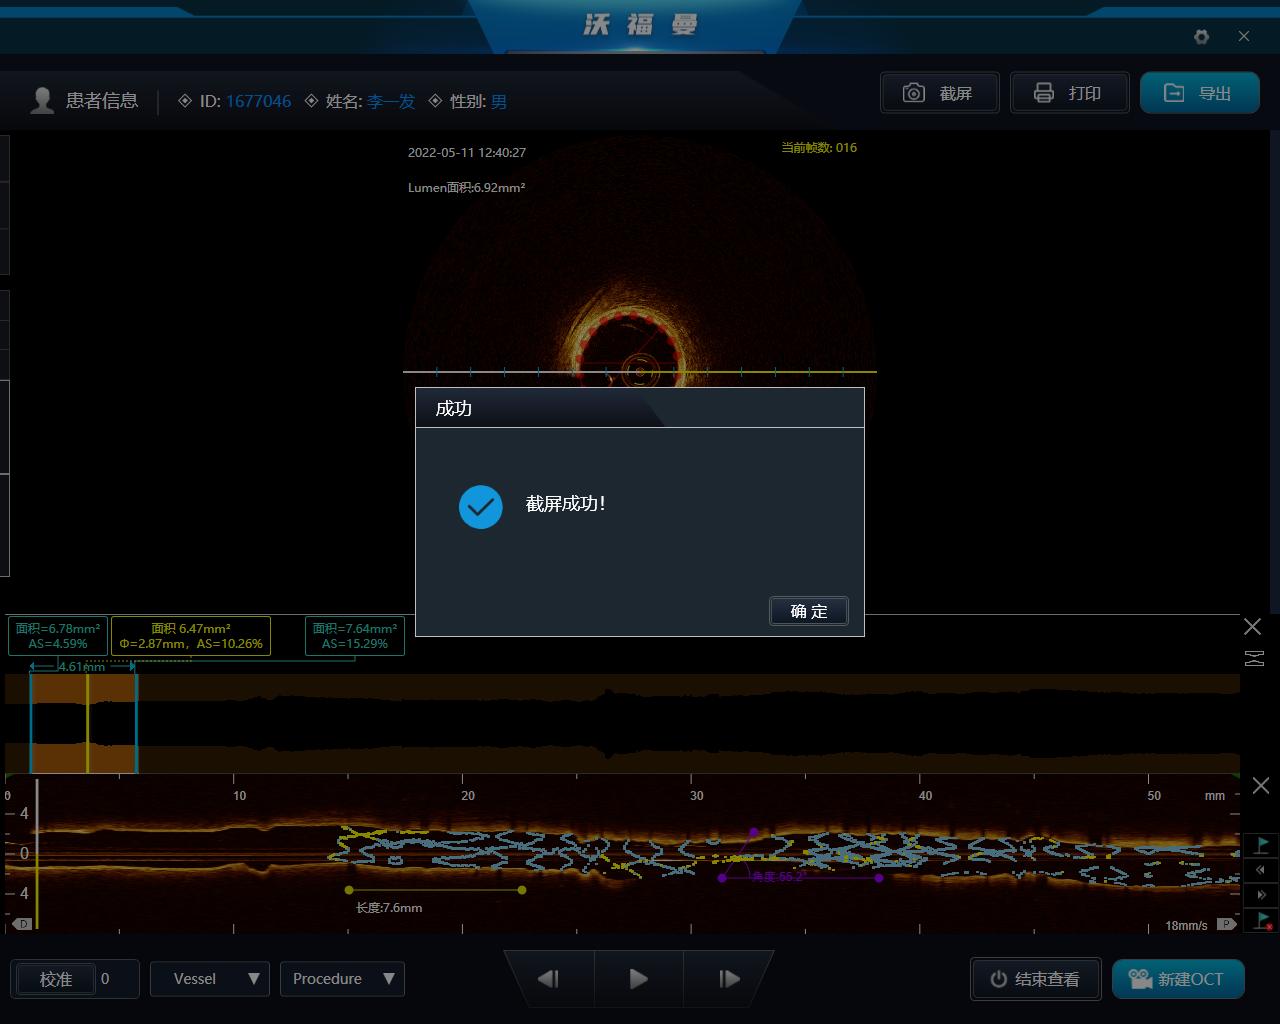 沃福曼
患者信息
ID: 1677046
姓名: 李一发
性别: 男
截屏
打印
导出
2022-05-11 12:40:27
当前帧数: 016
Lumen面积:6.92mm²
成功
截屏成功!
确定
面积=6.78mm²
AS=4.59%
面积 6.47mm²
Φ=2.87mm，AS=10.26%
面积=7.64mm²
AS=15.29%
4.61mm
0 10 20 30 40 50 mm
4
0
4
角度:55.2°
长度:7.6mm
D
18mm/s
P
校准 0
Vessel
Procedure
结束查看
新建OCT